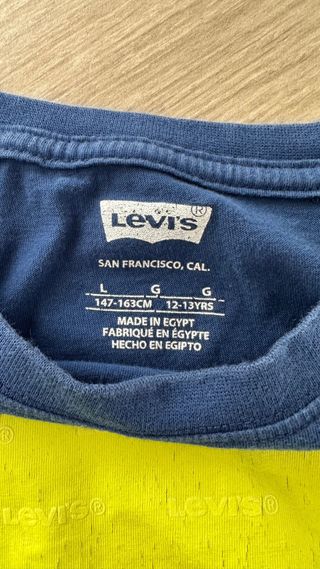 Levi's®
SAN FRANCISCO, CAL.
L G G
147-163CM 12-13YRS
MADE IN EGYPT
FABRIQUÉ EN ÉGYPTE
HECHO EN EGIPTO
Levi's® Levi's